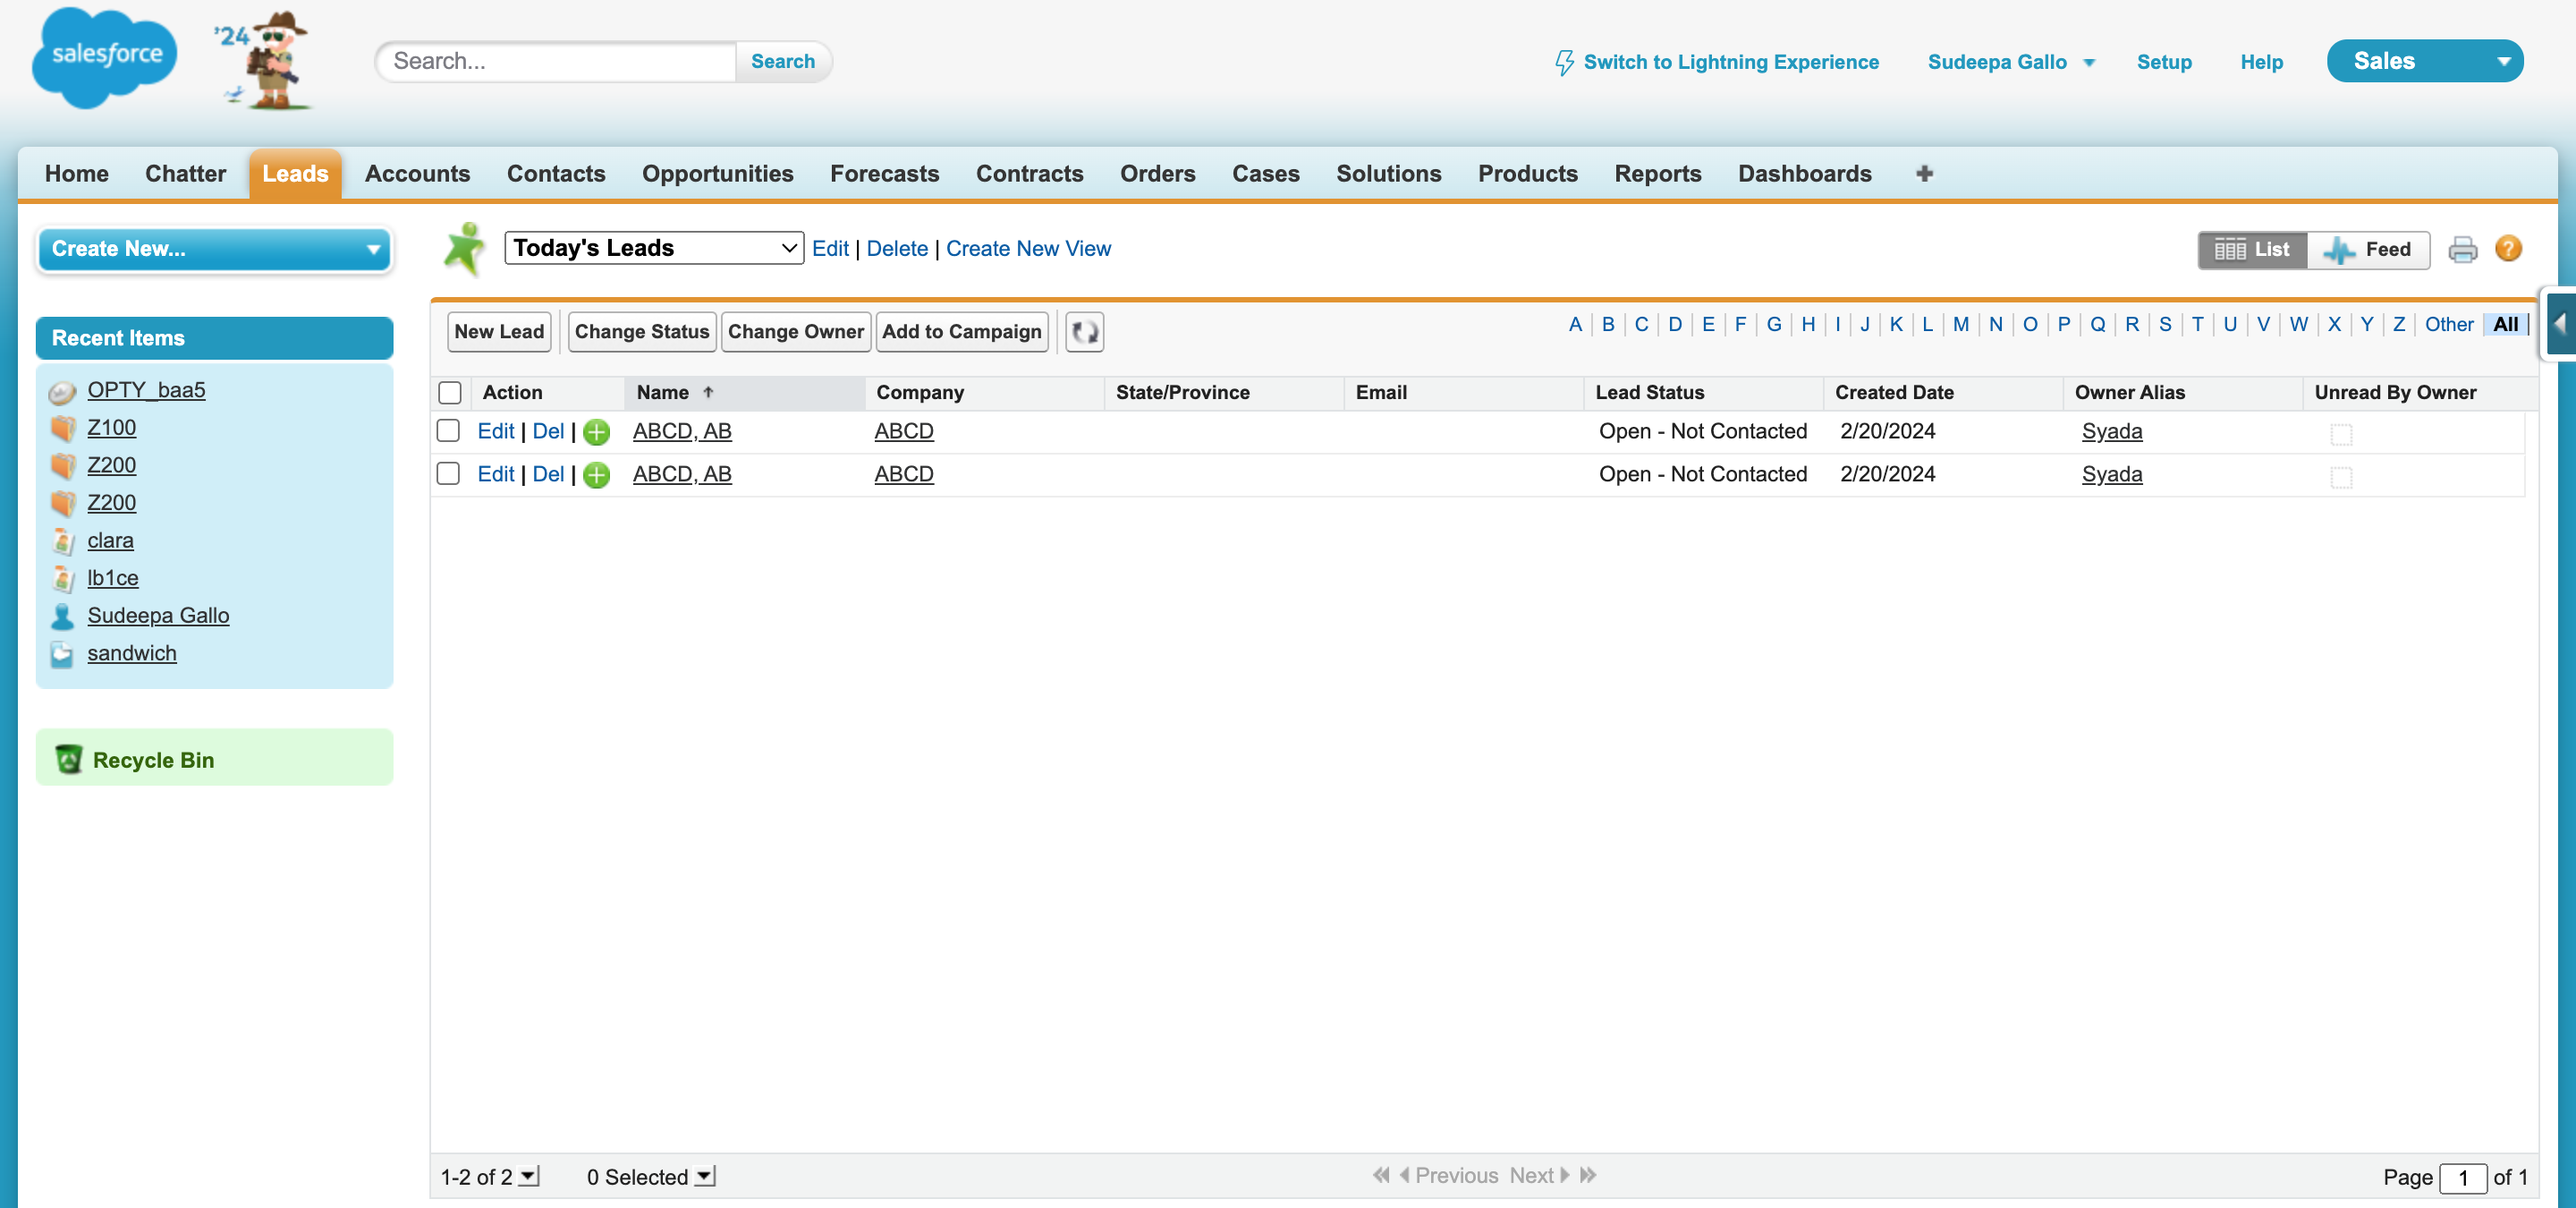 salesforce
'24
Search...
Search
Switch to Lightning Experience
Sudeepa Gallo
Setup
Help
Sales
Home Chatter Leads Accounts Contacts Opportunities Forecasts Contracts Orders Cases Solutions Products Reports Dashboards +
Create New...
Recent Items
OPTY_baa5
Z100
Z200
Z200
clara
lb1ce
Sudeepa Gallo
sandwich
Recycle Bin
Today's Leads
Edit | Delete | Create New View
List Feed ?
New Lead Change Status Change Owner Add to Campaign
A | B | C | D | E | F | G | H | I | J | K | L | M | N | O | P | Q | R | S | T | U | V | W | X | Y | Z | Other | All |
Action Name Company State/Province Email Lead Status Created Date Owner Alias Unread By Owner
Edit | Del | ABCD, AB ABCD Open - Not Contacted 2/20/2024 Syada
Edit | Del | ABCD, AB ABCD Open - Not Contacted 2/20/2024 Syada
1-2 of 2 0 Selected Previous Next Page 1 of 1